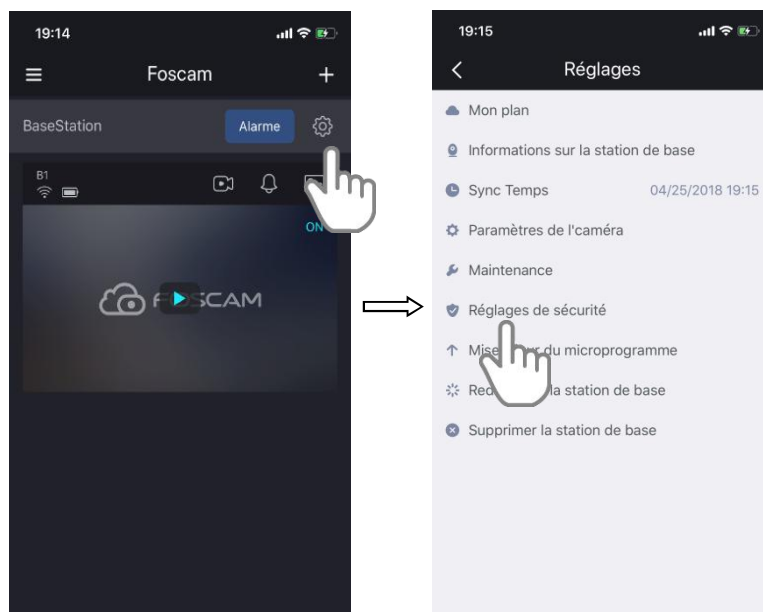 19:14
Foscam
BaseStation
Alarme
B1
ON
FOSCAM
19:15
Réglages
Mon plan
Informations sur la station de base
Sync Temps 04/25/2018 19:15
Paramètres de l'caméra
Maintenance
Réglages de sécurité
du microprogramme
la station de base
Supprimer la station de base